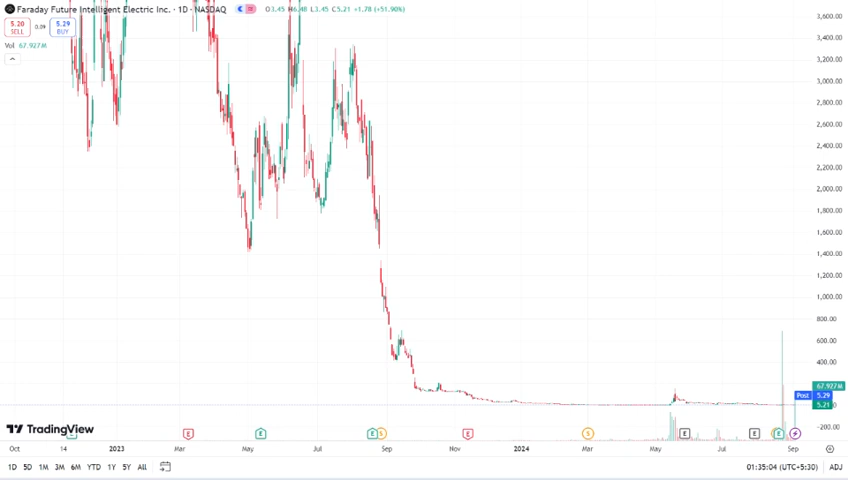 Faraday Future Intelligent Electric Inc. · 1D · NASDAQ O3.45 H6.48 L3.45 C5.21 +1.78 (+51.90%)
5.20 SELL 0.09 5.29 BUY
Vol 67.927M
3,600.00
3,400.00
3,200.00
3,000.00
2,800.00
2,600.00
2,400.00
2,200.00
2,000.00
1,800.00
1,600.00
1,400.00
1,200.00
1,000.00
800.00
600.00
400.00
67.927M
Post 5.29
5.21
-200.00
TradingView
E E E S E S E E E
Oct 14 2023 Mar May Jul Sep Nov 2024 Mar May Jul Sep
1D 5D 1M 3M 6M YTD 1Y 5Y All 01:35:04 (UTC+5:30) ADJ